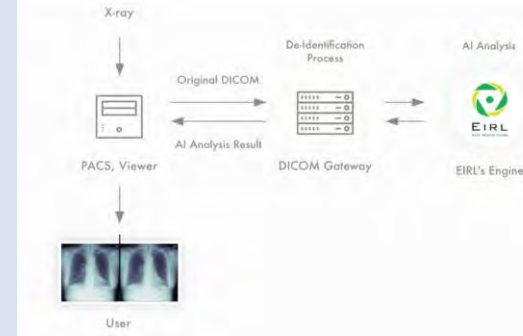 X-ray
De-Identification
Process
AI Analysis
Original DICOM
AI Analysis Result
EIRL
PACS, Viewer
DICOM Gateway
EIRL's Engine
User